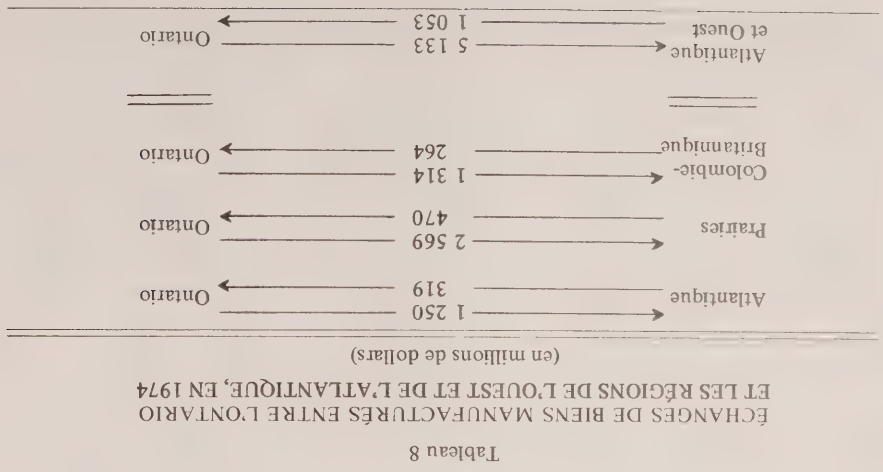 Tableau 8
ÉCHANGES DE BIENS MANUFACTURÉS ENTRE L'ONTARIO
ET LES RÉGIONS DE L'OUEST ET DE L'ATLANTIQUE, EN 1974
(en millions de dollars)
1 250
Atlantique 319 Ontario
2 569
Prairies 470 Ontario
Colombie- 1 314
Britannique 264 Ontario
Atlantique 5 133 Ontario
et Ouest 1 053